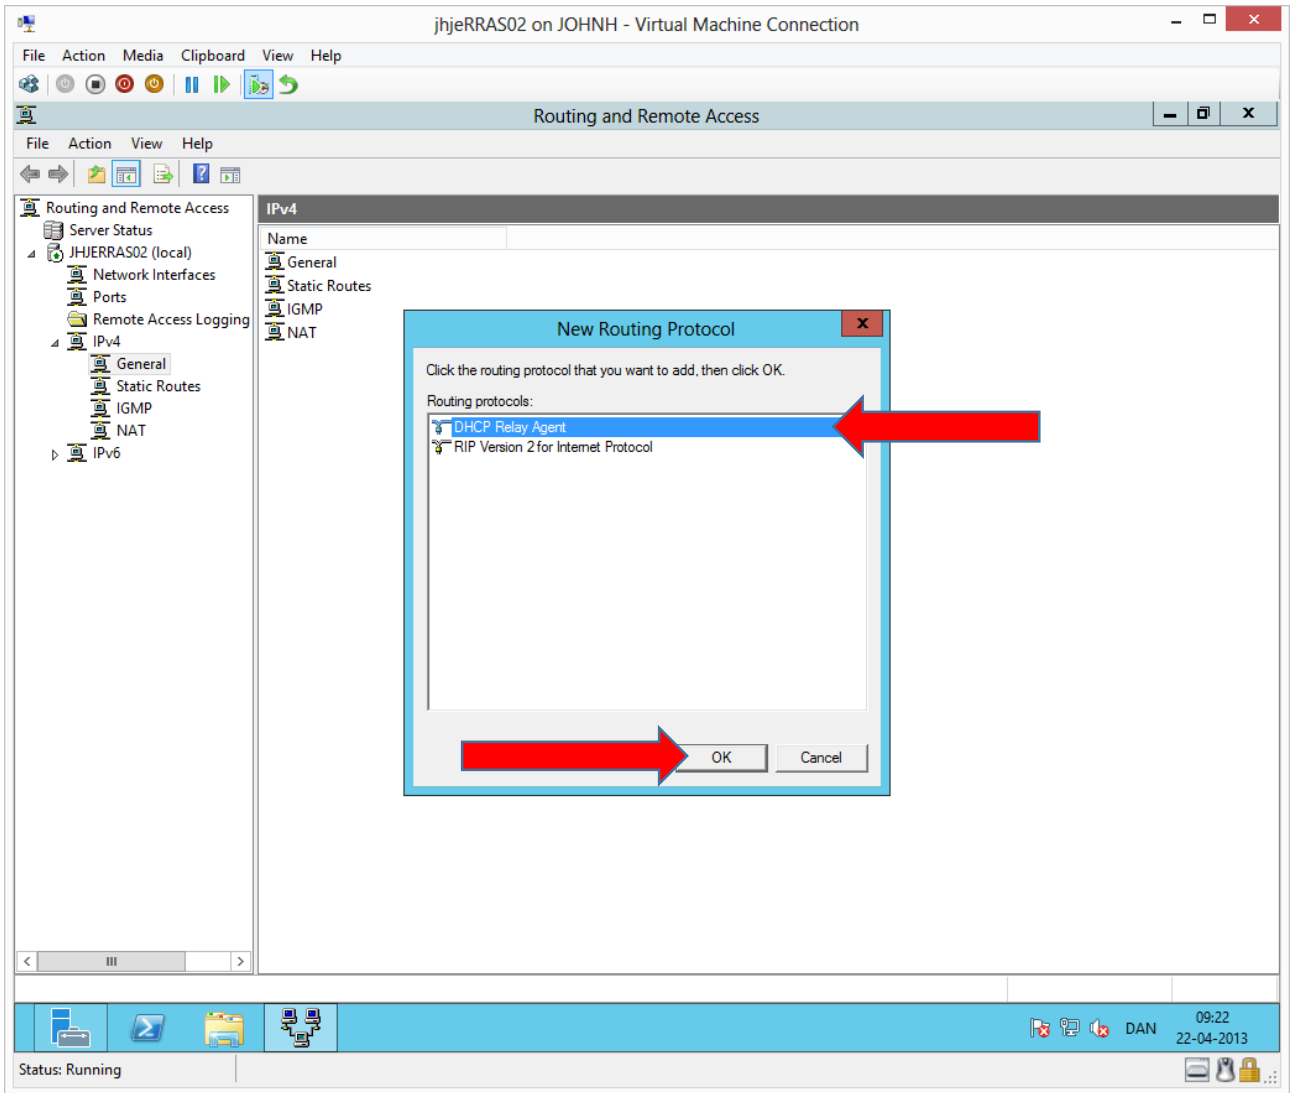 jhjeRRAS02 on JOHNH - Virtual Machine Connection
File Action Media Clipboard View Help
Routing and Remote Access
File Action View Help
Routing and Remote Access
Server Status
JHJERRAS02 (local)
Network Interfaces
Ports
Remote Access Logging
IPv4
General
Static Routes
IGMP
NAT
IPv6
IPv4
Name
General
Static Routes
IGMP
NAT
New Routing Protocol
Click the routing protocol that you want to add, then click OK.
Routing protocols:
DHCP Relay Agent
RIP Version 2 for Internet Protocol
OK Cancel
DAN
09:22
22-04-2013
Status: Running